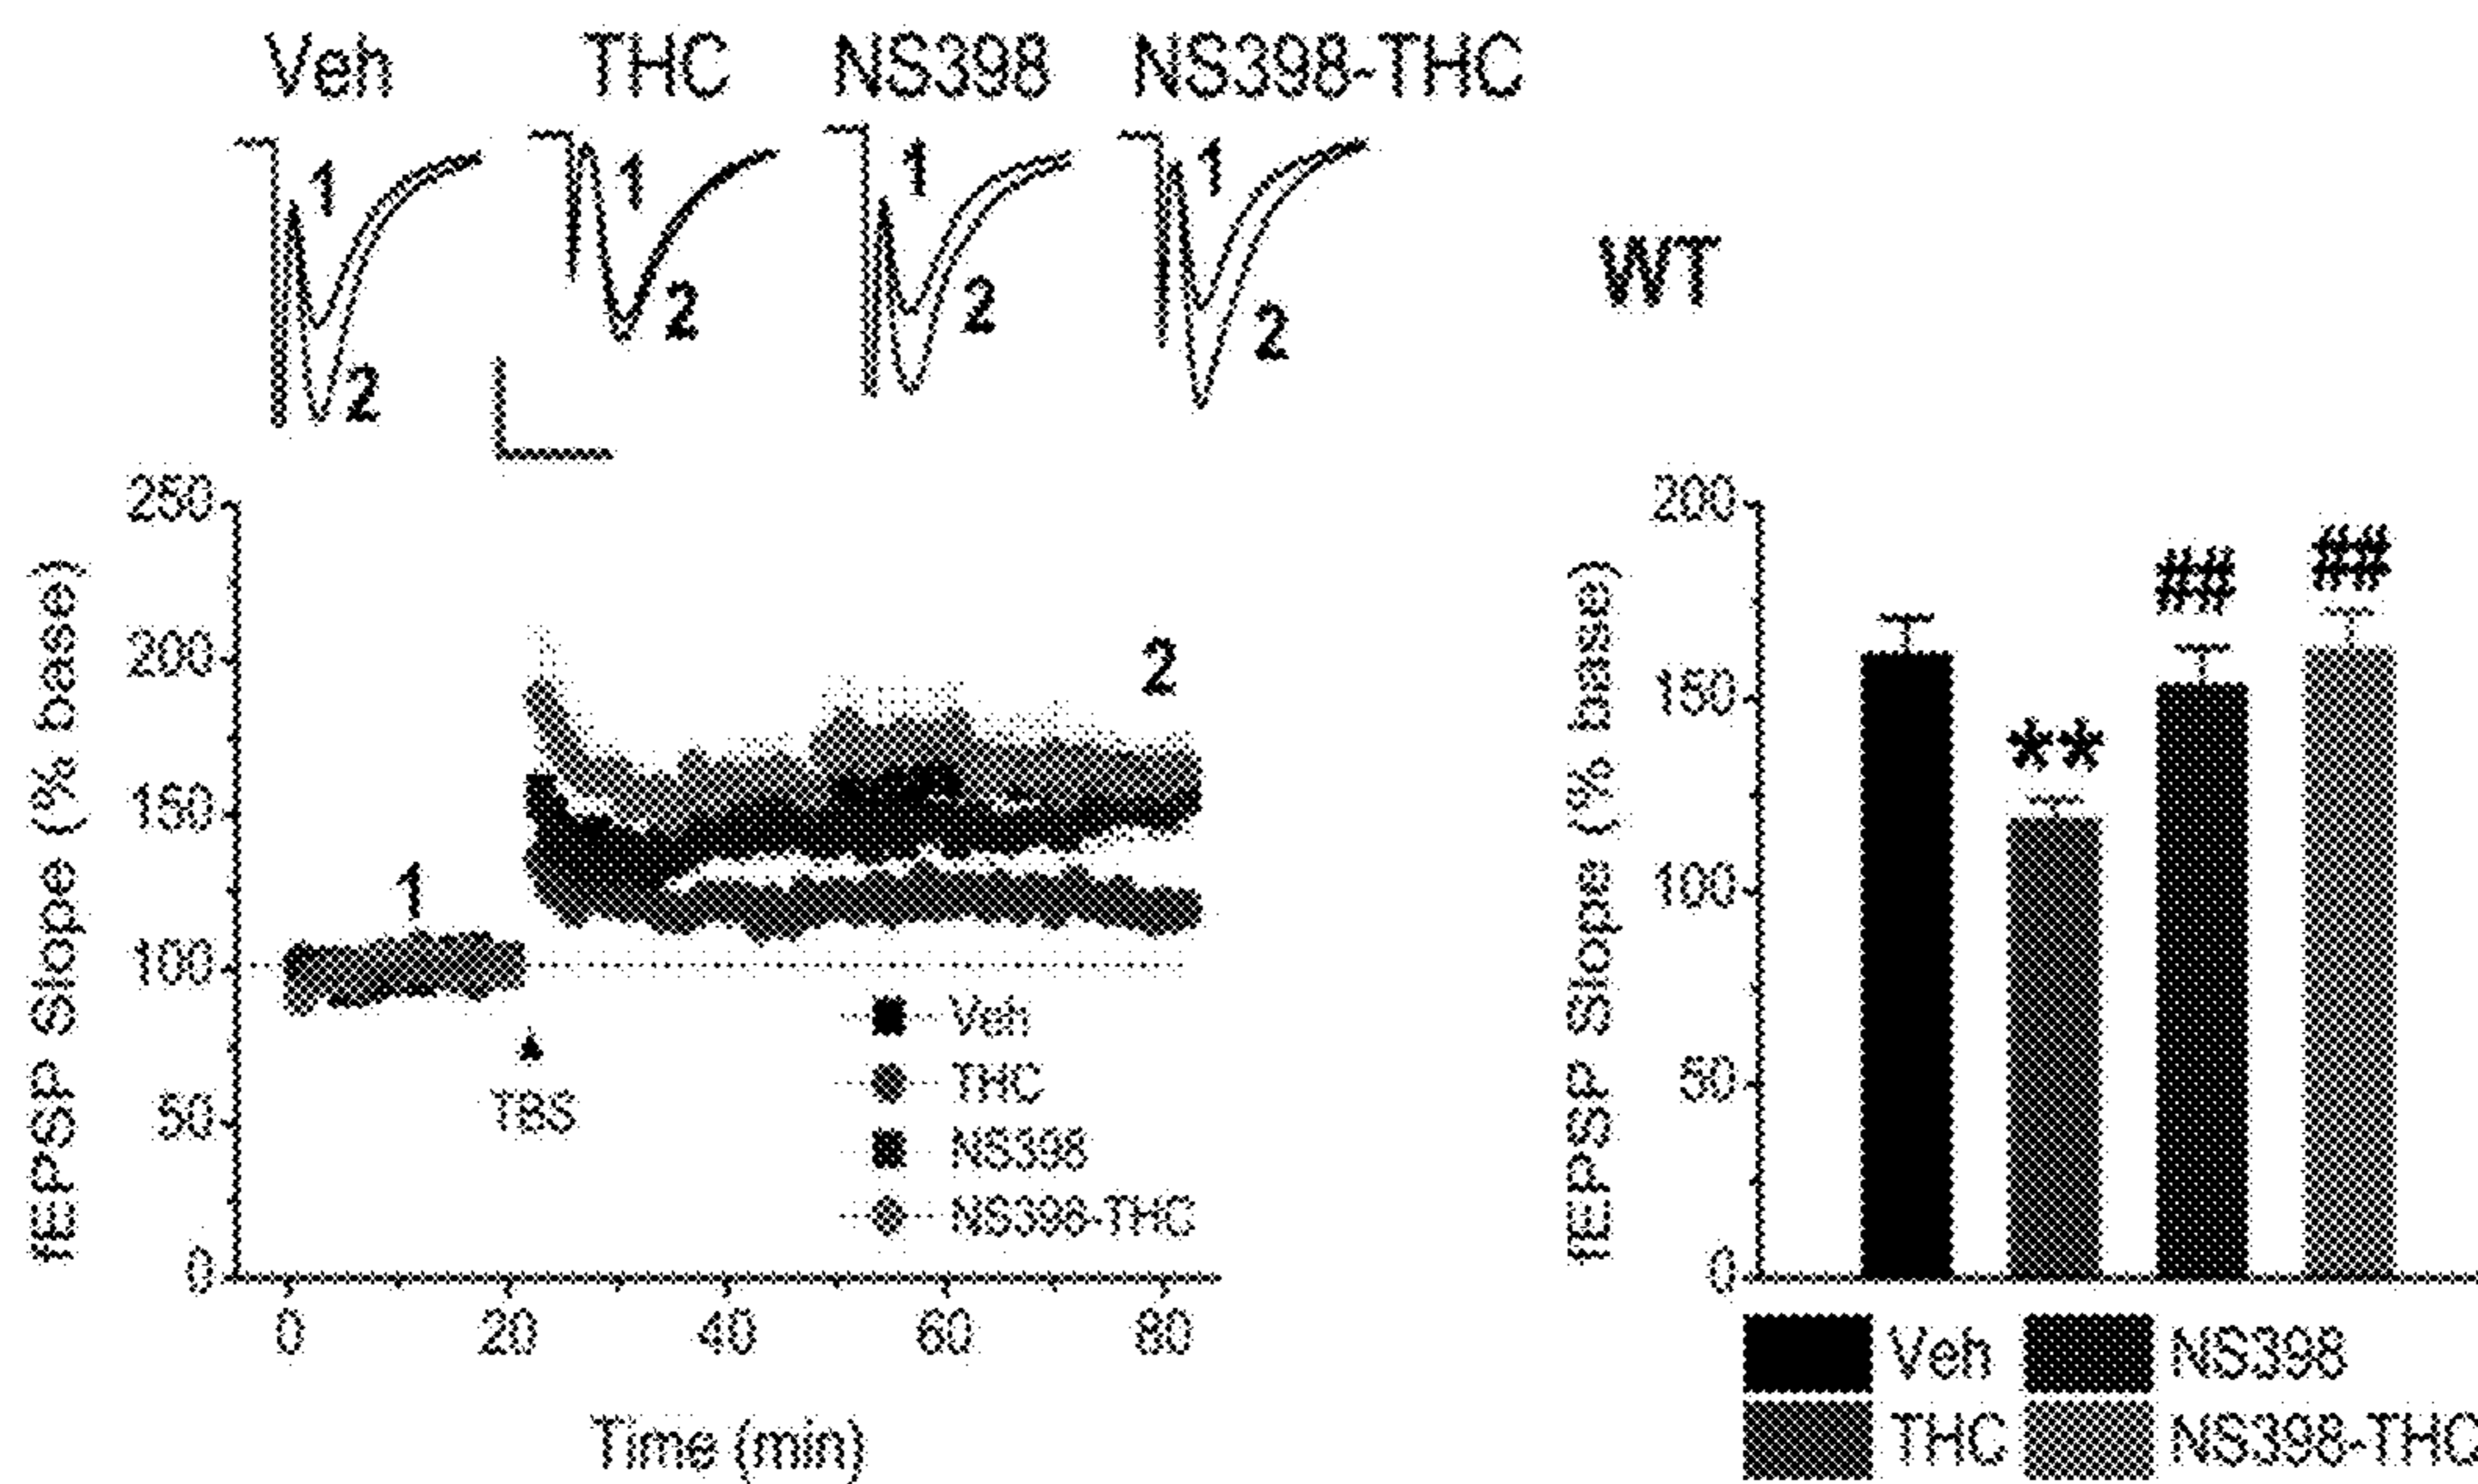 Veh THC NS398 NS398-THC
1 1 1 1
2 2 2 2
WT
fEPSP Slope (% base)
250
200
150
100
50
0
1
2
TBS
Veh
THC
NS398
NS398-THC
0 20 40 60 80
Time (min)
fEPSP Slope (% base)
200
150
100
50
0
**
##
##
Veh NS398
THC NS398-THC